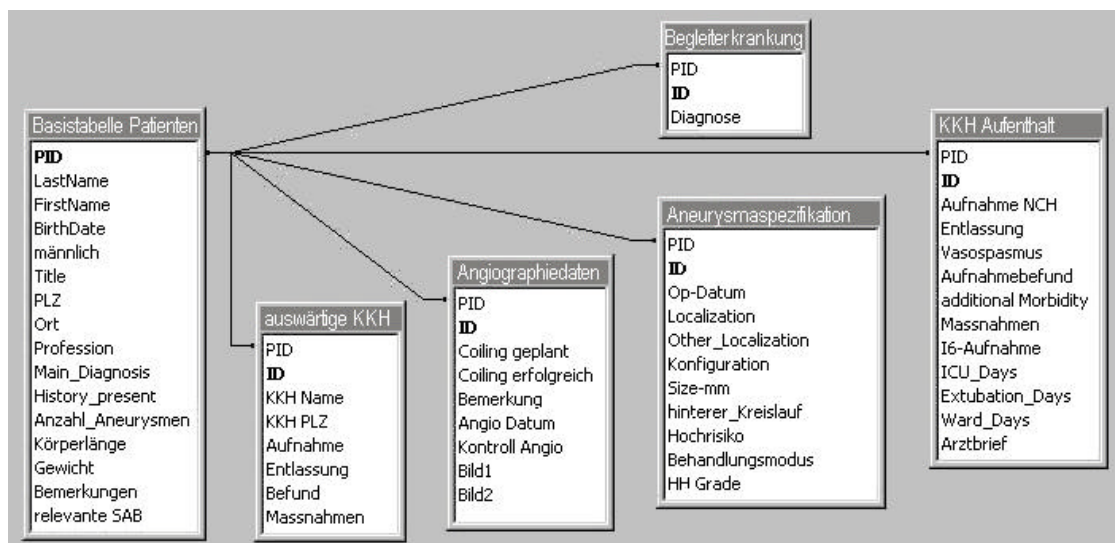 Begleiterkrankung
PID
ID
Diagnose
Basistabelle Patienten
PID
LastName
FirstName
BirthDate
männlich
Title
PLZ
Ort
Profession
Main_Diagnosis
History_present
Anzahl_Aneurysmen
Körperlänge
Gewicht
Bemerkungen
relevante SAB
auswärtige KKH
PID
ID
KKH Name
KKH PLZ
Aufnahme
Entlassung
Befund
Massnahmen
Angiographiedaten
PID
ID
Coiling geplant
Coiling erfolgreich
Bemerkung
Angio Datum
Kontroll Angio
Bild1
Bild2
Aneurysmaspezifikation
PID
ID
Op-Datum
Localization
Other_Localization
Konfiguration
Size-mm
hinterer_Kreislauf
Hochrisiko
Behandlungsmodus
HH Grade
KKH Aufenthalt
PID
ID
Aufnahme NCH
Entlassung
Vasospasmus
Aufnahmebefund
additional Morbidity
Massnahmen
I6-Aufnahme
ICU_Days
Extubation_Days
Ward_Days
Arztbrief